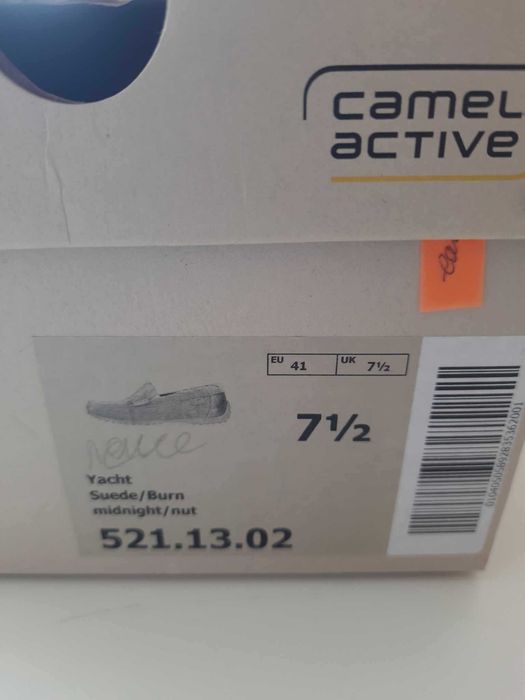 camel
active
EU 41 UK 7½
7½
Yacht
Suede/Burn
midnight/nut
521.13.02